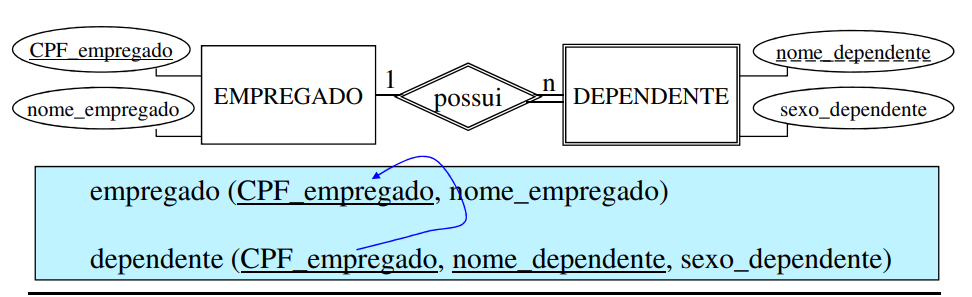 CPF_empregado
nome_empregado
EMPREGADO
1
possui
n
DEPENDENTE
nome_dependente
sexo_dependente
empregado (CPF_empregado, nome_empregado)
dependente (CPF_empregado, nome_dependente, sexo_dependente)